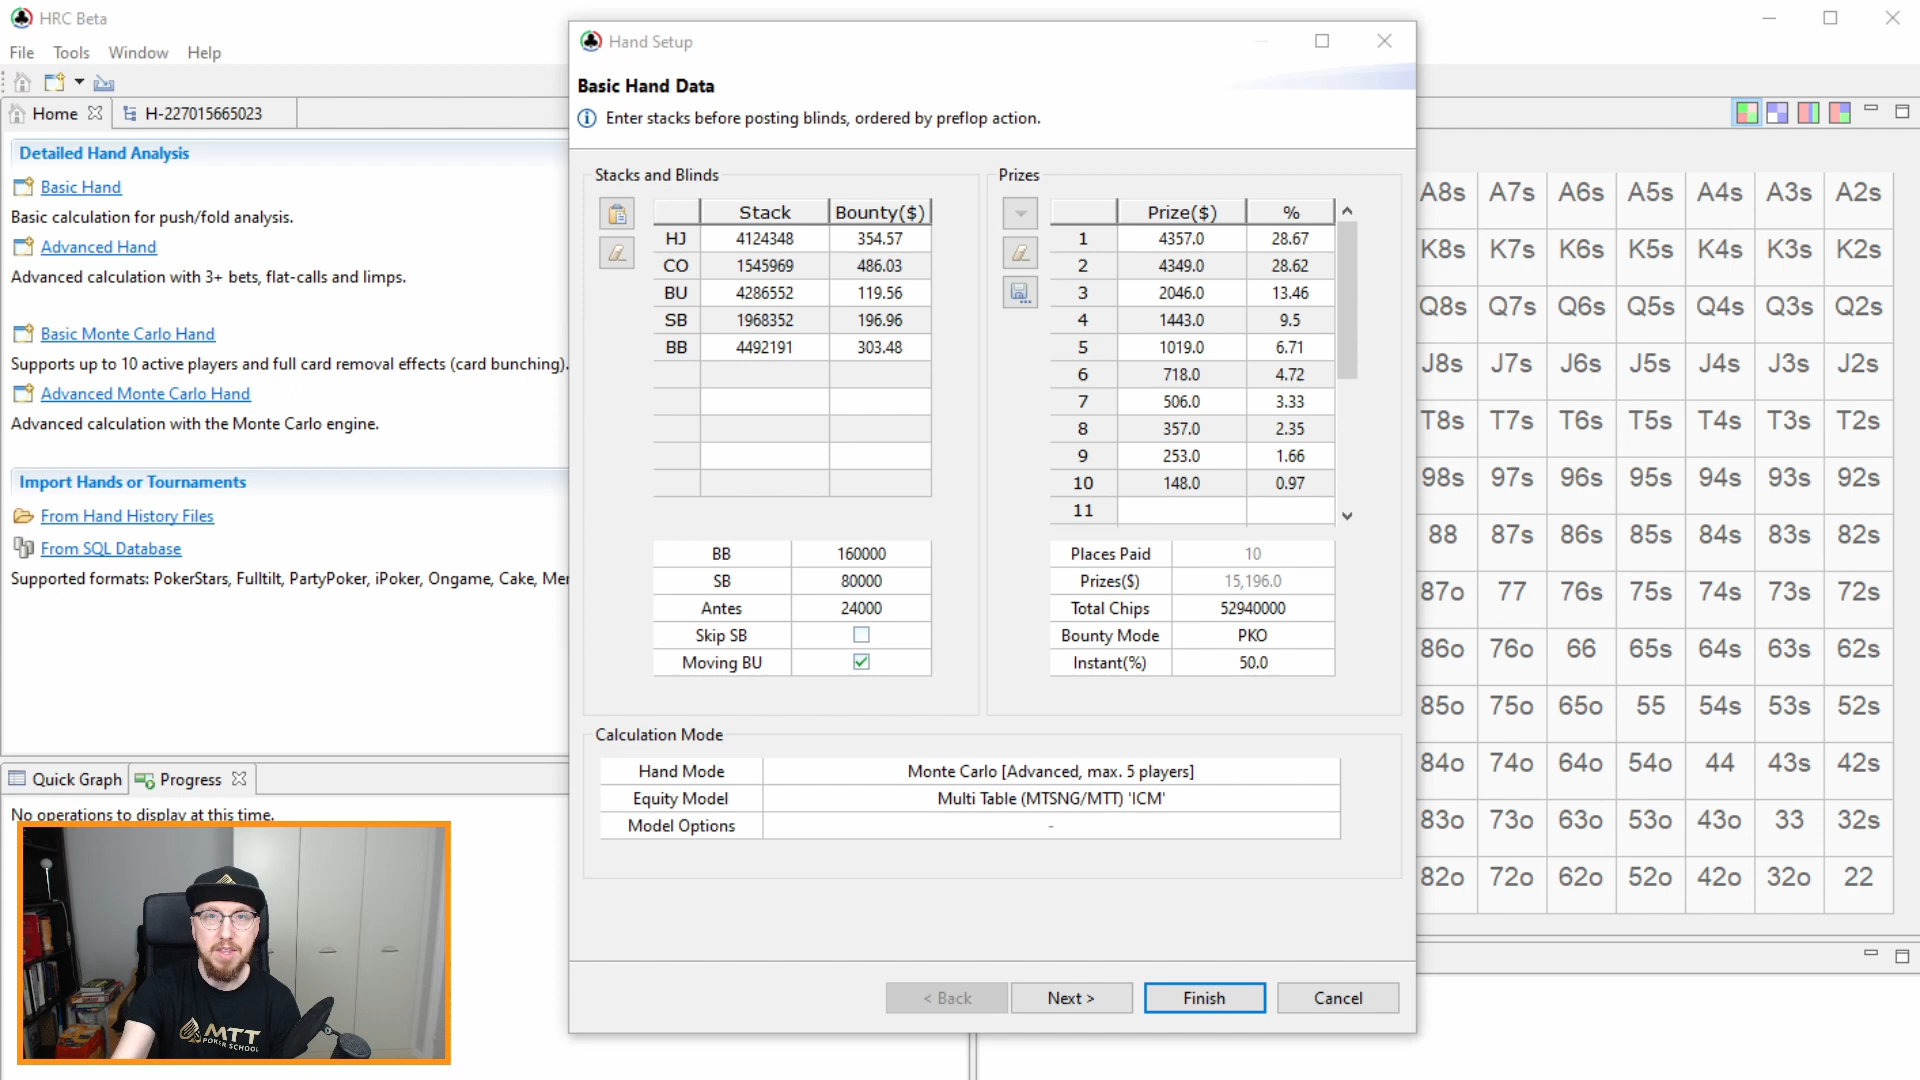 HRC Beta
File Tools Window Help
Home H-227015665023
Detailed Hand Analysis
Basic Hand
Basic calculation for push/fold analysis.
Advanced Hand
Advanced calculation with 3+ bets, flat-calls and limps.
Basic Monte Carlo Hand
Supports up to 10 active players and full card removal effects (card bunching).
Advanced Monte Carlo Hand
Advanced calculation with the Monte Carlo engine.
Import Hands or Tournaments
From Hand History Files
From SQL Database
Supported formats: PokerStars, Fulltilt, PartyPoker, iPoker, Ongame, Cake, Mer
Quick Graph Progress
No operations to display at this time.
MTT
POKER SCHOOL
Hand Setup
Basic Hand Data
Enter stacks before posting blinds, ordered by preflop action.
Stacks and Blinds
Stack Bounty($)
HJ 4124348 354.57
CO 1545969 486.03
BU 4286552 119.56
SB 1968352 196.96
BB 4492191 303.48
BB 160000
SB 80000
Antes 24000
Skip SB
Moving BU
Prizes
Prize($) %
1 4357.0 28.67
2 4349.0 28.62
3 2046.0 13.46
4 1443.0 9.5
5 1019.0 6.71
6 718.0 4.72
7 506.0 3.33
8 357.0 2.35
9 253.0 1.66
10 148.0 0.97
11
Places Paid 10
Prizes($) 15,196.0
Total Chips 52940000
Bounty Mode PKO
Instant(%) 50.0
Calculation Mode
Hand Mode Monte Carlo [Advanced, max. 5 players]
Equity Model Multi Table (MTSNG/MTT) 'ICM'
Model Options -
< Back Next > Finish Cancel
A8s A7s A6s A5s A4s A3s A2s
K8s K7s K6s K5s K4s K3s K2s
Q8s Q7s Q6s Q5s Q4s Q3s Q2s
J8s J7s J6s J5s J4s J3s J2s
T8s T7s T6s T5s T4s T3s T2s
98s 97s 96s 95s 94s 93s 92s
88 87s 86s 85s 84s 83s 82s
87o 77 76s 75s 74s 73s 72s
86o 76o 66 65s 64s 63s 62s
85o 75o 65o 55 54s 53s 52s
84o 74o 64o 54o 44 43s 42s
83o 73o 63o 53o 43o 33 32s
82o 72o 62o 52o 42o 32o 22